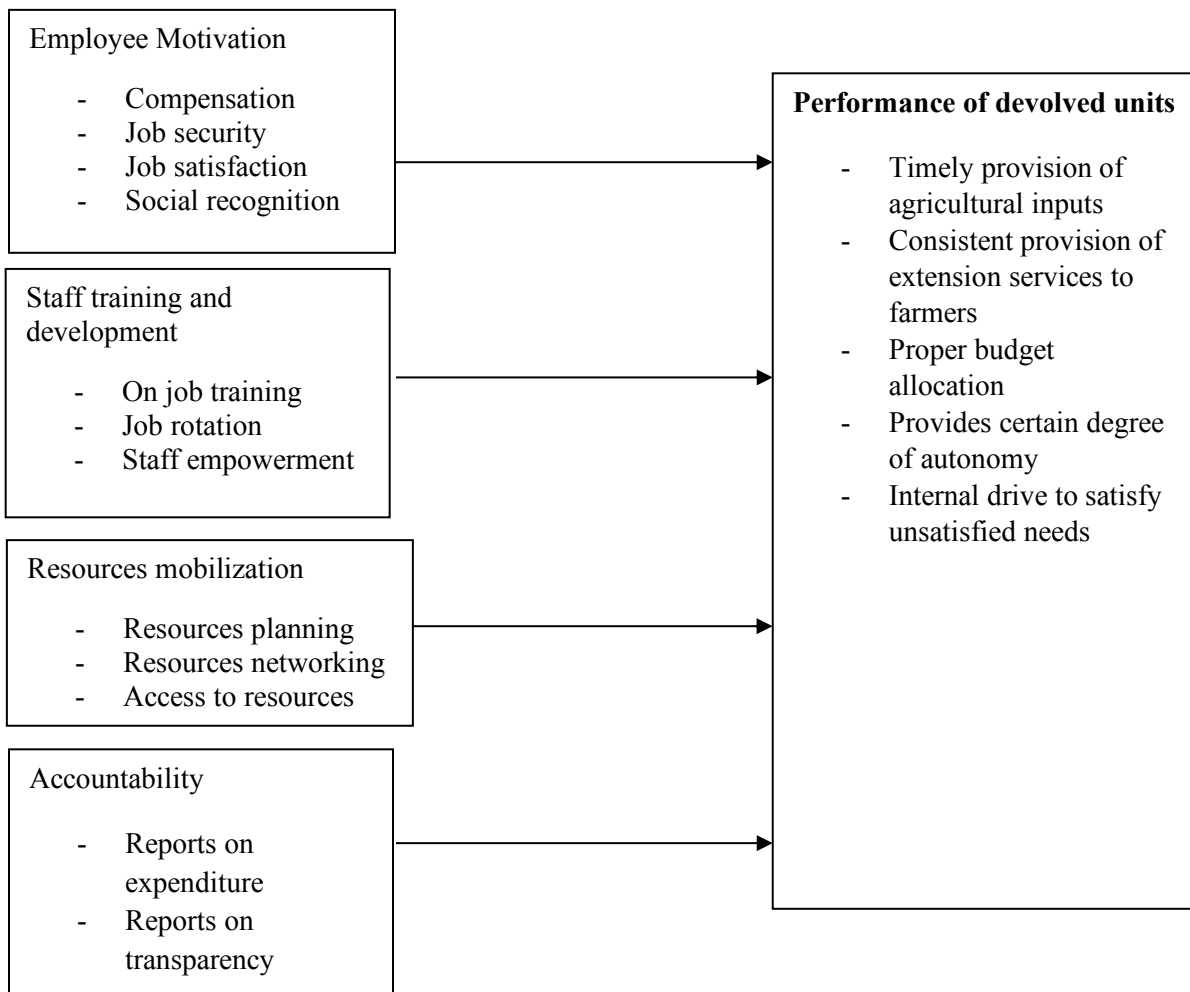 Employee Motivation
- Compensation
- Job security
- Job satisfaction
- Social recognition
Staff training and
development
- On job training
- Job rotation
- Staff empowerment
Resources mobilization
- Resources planning
- Resources networking
- Access to resources
Accountability
- Reports on
expenditure
- Reports on
transparency
Performance of devolved units
- Timely provision of
agricultural inputs
- Consistent provision of
extension services to
farmers
- Proper budget
allocation
- Provides certain degree
of autonomy
- Internal drive to satisfy
unsatisfied needs